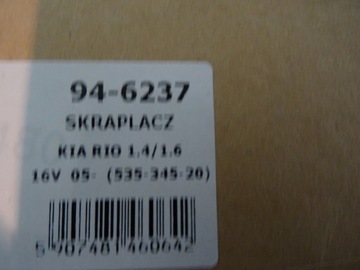 94-6237
SKRAPLACZ
KIA RIO 1.4/1.6
16V 05- (535-345-20)
5 907481 460642